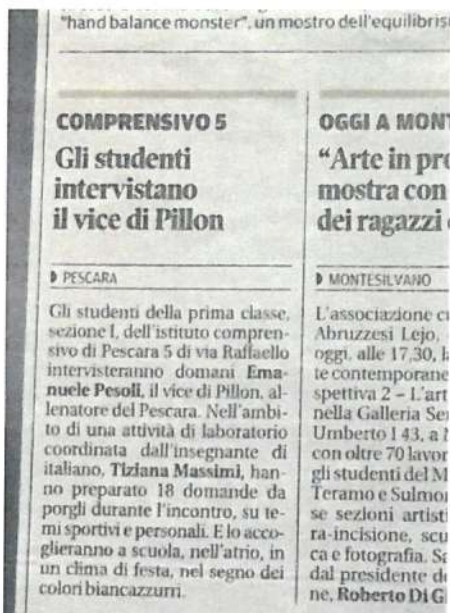 "hand balance monster", un mostro dell'equilibris
COMPRENSIVO 5
Gli studenti
intervistano
il vice di Pillon
PESCARA
Gli studenti della prima classe,
sezione I, dell'istituto compren-
sivo di Pescara 5 di via Raffaello
intervisteranno domani Ema-
nuele Pesoli, il vice di Pillon, al-
lenatore del Pescara. Nell'ambi-
to di una attività di laboratorio
coordinata dall'insegnante di
italiano, Tiziana Massimi, han-
no preparato 18 domande da
porgli durante l'incontro, su te-
mi sportivi e personali. E lo acco-
glieranno a scuola, nell'atrio, in
un clima di festa, nel segno dei
colori biancazzurri.
OGGI A MONT
"Arte in pro
mostra con
dei ragazzi
MONTESILVANO
L'associazione cu
Abruzzesi Lejo,
oggi, alle 17,30, la
te contemporane
spettiva 2 – L'art
nella Galleria Ser
Umberto I 43, a
con oltre 70 lavor
gli studenti del M
Teramo e Sulmo
se sezioni artist
ra-incisione, scu
ca e fotografia.
dal presidente de
ne, Roberto Di G